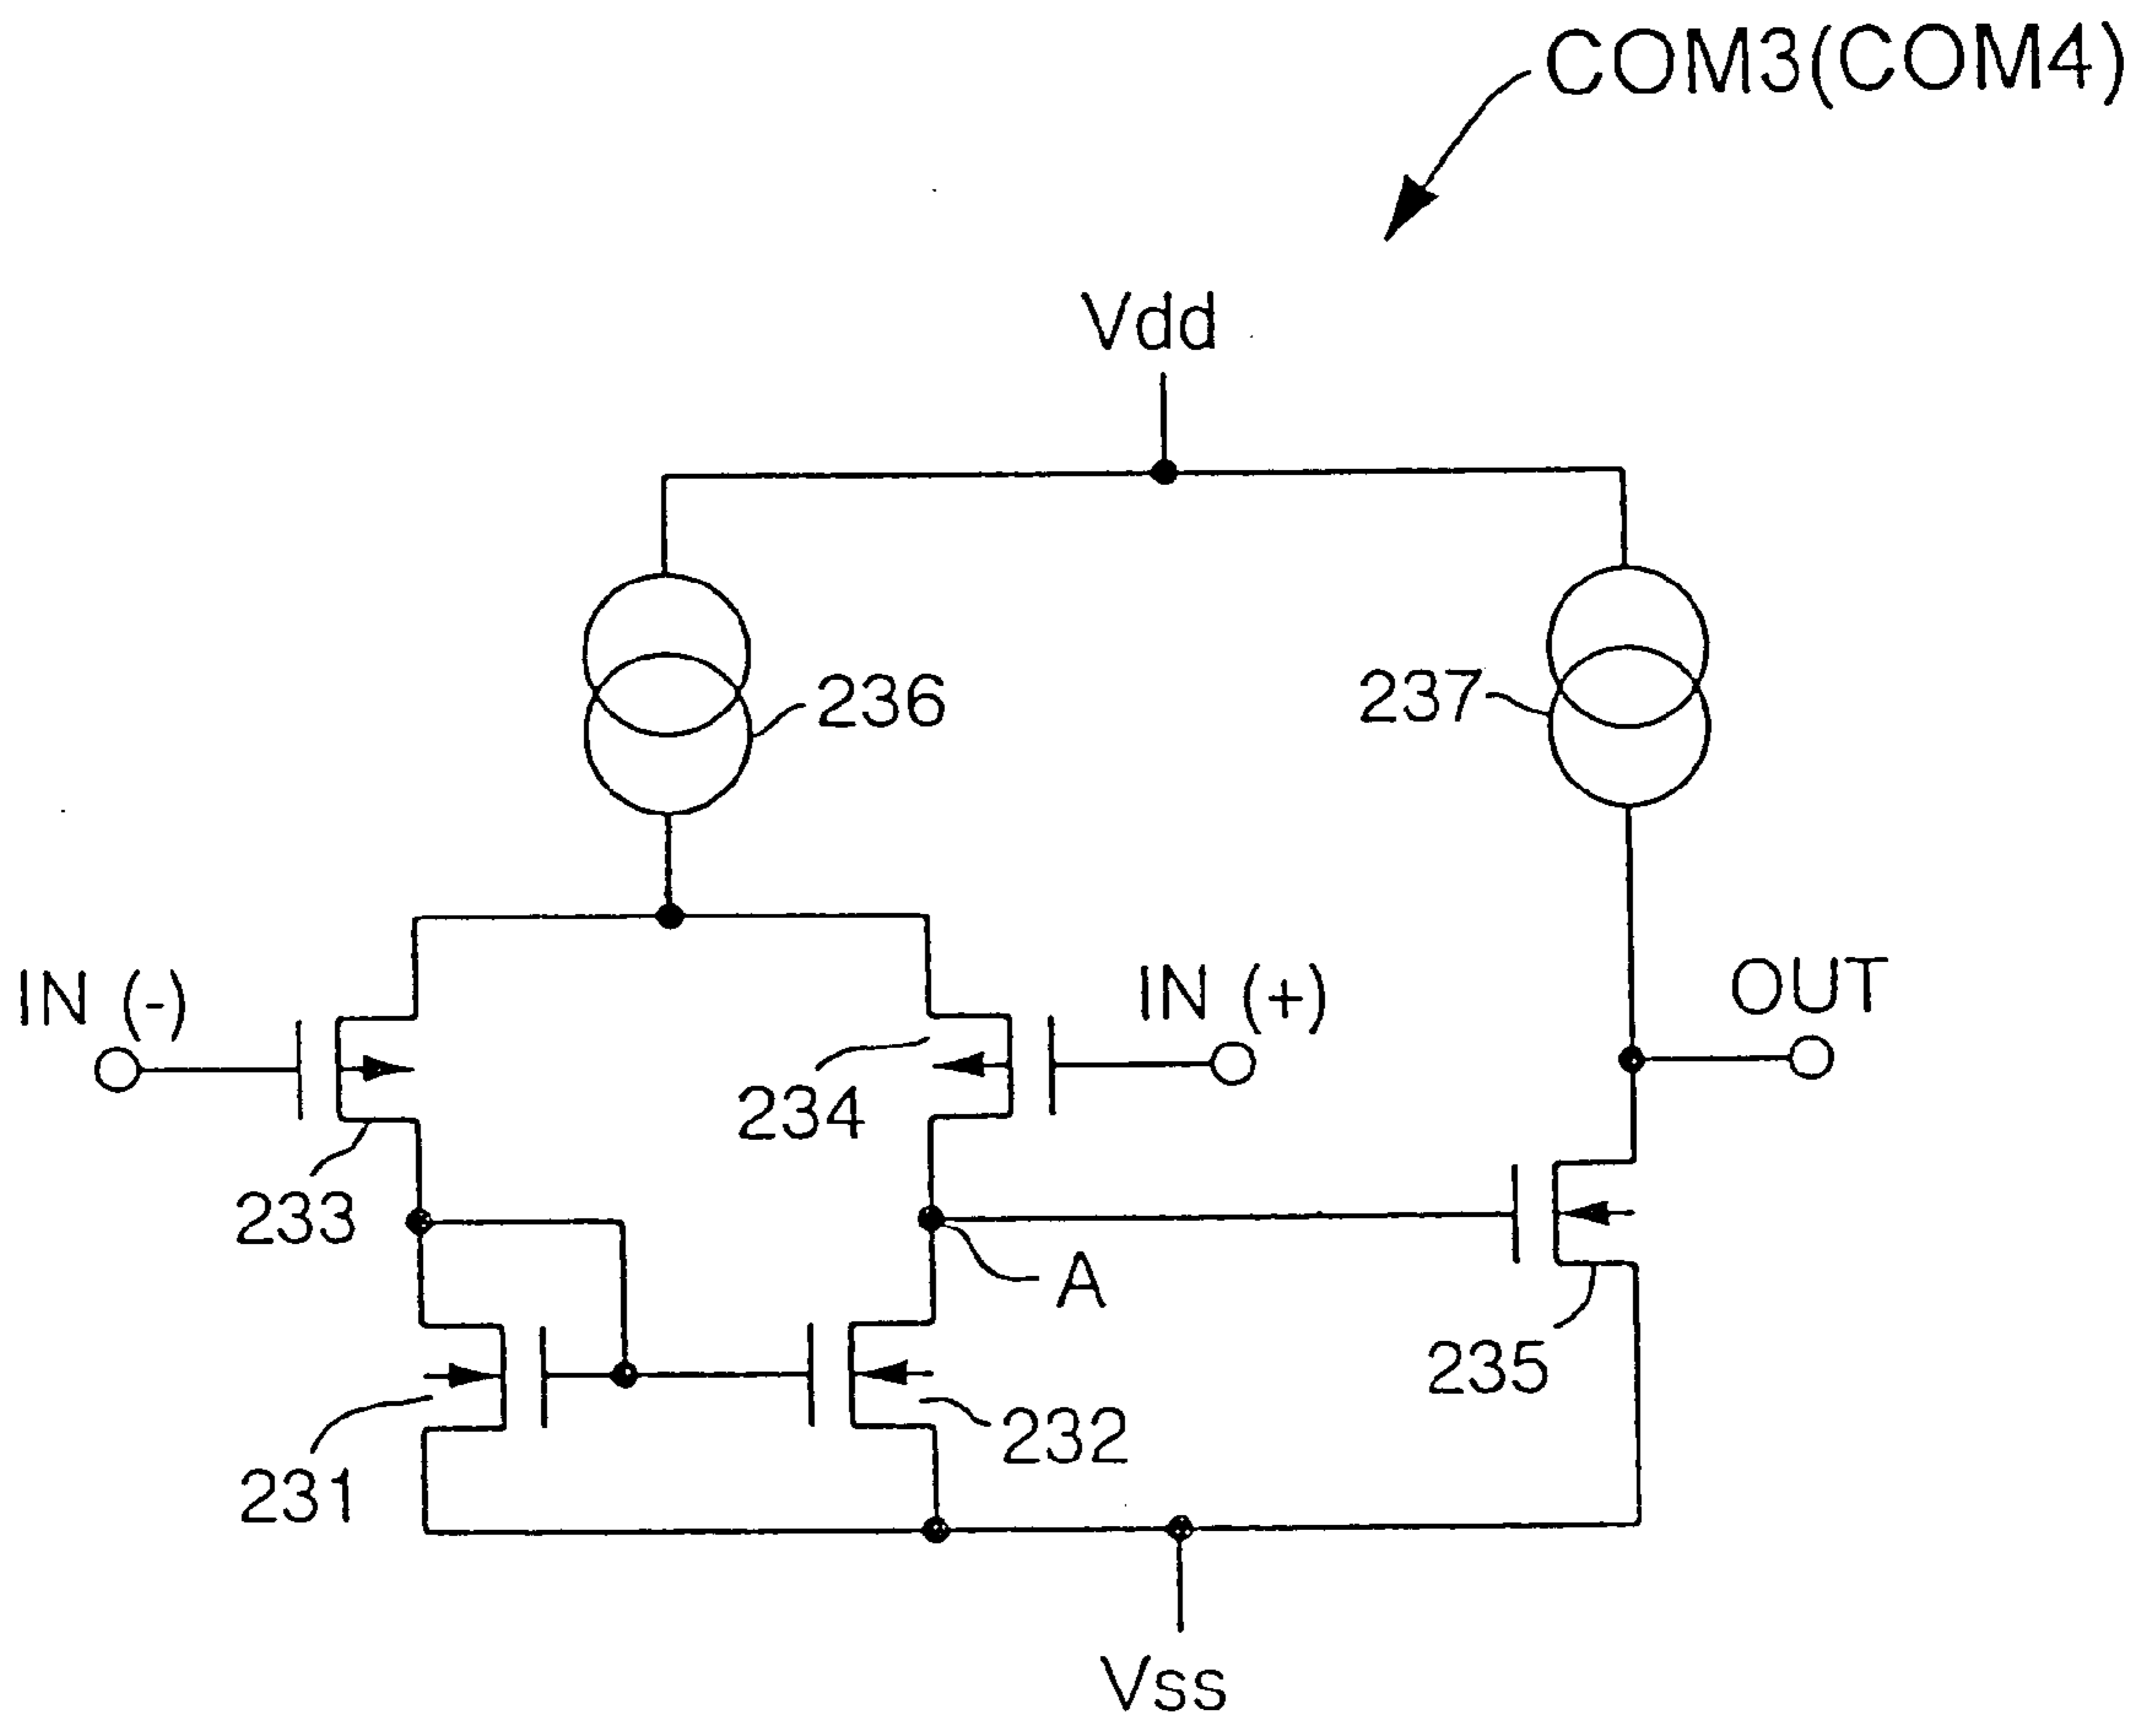 COM3(COM4)
Vdd
236
237
IN (-)
IN (+)
OUT
234
233
A
235
232
231
Vss